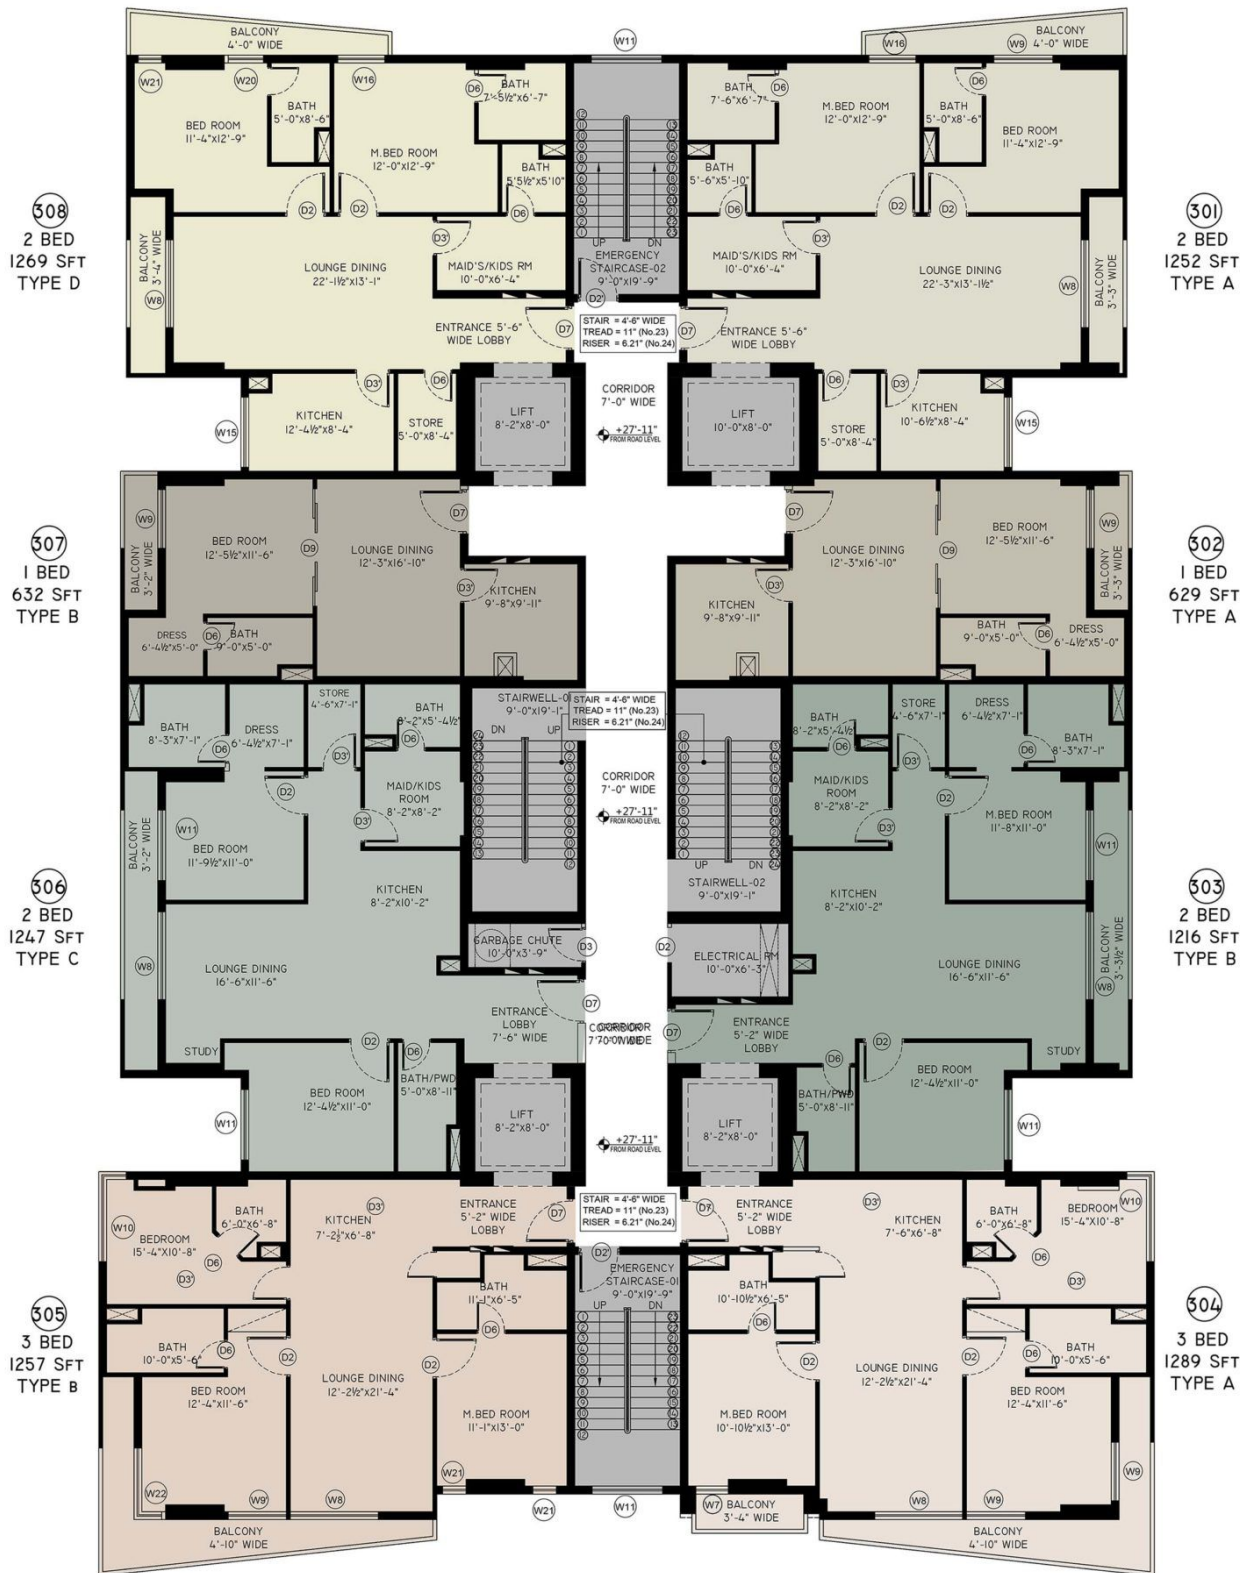 BALCONY
4'-0" WIDE
W11
BALCONY
4'-0" WIDE
W21
W20
W16
W16
W9
BATH
7'-5½"x6'-7"
D6
BATH
5'-0"x8'-6"
BED ROOM
11'-4"x12'-9"
M.BED ROOM
12'-0"x12'-9"
BATH
5'5½"x5'10"
D6
D2
D2
D3'
MAID'S/KIDS RM
10'-0"x6'-4"
BALCONY
3'-4" WIDE
W8
LOUNGE DINING
22'-1½"x13'-1"
ENTRANCE 5'-6"
WIDE LOBBY
D7
308
2 BED
1269 SFT
TYPE D
D3'
D6
KITCHEN
12'-4½"x8'-4"
STORE
5'-0"x8'-4"
W15
LIFT
8'-2"x8'-0"
UP
DN
EMERGENCY
STAIRCASE-02
9'-0"x19'-9"
D2'
STAIR = 4'-6" WIDE
TREAD = 11" (No.23)
RISER = 6.21" (No.24)
CORRIDOR
7'-0" WIDE
+27'-11"
FROM ROAD LEVEL
BATH
7'-6"x6'-7"
D6
M.BED ROOM
12'-0"x12'-9"
BATH
5'-0"x8'-6"
D6
BED ROOM
11'-4"x12'-9"
BATH
5'-6"x5'-10"
D6
D2
D2
D3'
MAID'S/KIDS RM
10'-0"x6'-4"
LOUNGE DINING
22'-3"x13'-1½"
W8
BALCONY
3'-3" WIDE
D7
ENTRANCE 5'-6"
WIDE LOBBY
301
2 BED
1252 SFT
TYPE A
LIFT
10'-0"x8'-0"
D6
D3'
STORE
5'-0"x8'-4"
KITCHEN
10'-6½"x8'-4"
W15
307
1 BED
632 SFT
TYPE B
W9
BALCONY
3'-2" WIDE
BED ROOM
12'-5½"x11'-6"
D9
LOUNGE DINING
12'-3"x16'-10"
D7
D3'
KITCHEN
9'-8"x9'-11"
DRESS
6'-4½"x5'-0"
D6
BATH
9'-0"x5'-0"
D7
LOUNGE DINING
12'-3"x16'-10"
D9
BED ROOM
12'-5½"x11'-6"
W9
BALCONY
3'-3" WIDE
D3'
KITCHEN
9'-8"x9'-11"
BATH
9'-0"x5'-0"
D6
DRESS
6'-4½"x5'-0"
302
1 BED
629 SFT
TYPE A
BATH
8'-3"x7'-1"
D6
DRESS
6'-4½"x7'-1"
STORE
4'-6"x7'-1"
D3'
BATH
8'-2"x5'-4½"
D6
STAIRWELL-01
9'-0"x19'-1"
DN
UP
STAIR = 4'-6" WIDE
TREAD = 11" (No.23)
RISER = 6.21" (No.24)
CORRIDOR
7'-0" WIDE
+27'-11"
FROM ROAD LEVEL
D2
MAID/KIDS
ROOM
8'-2"x8'-2"
D3'
BALCONY
3'-2" WIDE
W11
BED ROOM
11'-9½"x11'-0"
KITCHEN
8'-2"x10'-2"
306
2 BED
1247 SFT
TYPE C
W8
LOUNGE DINING
16'-6"x11'-6"
GARBAGE CHUTE
10'-0"x3'-9"
D3
ENTRANCE
LOBBY
7'-6" WIDE
D7
STUDY
D2
D6
BED ROOM
12'-4½"x11'-0"
BATH/PWD
5'-0"x8'-11"
W11
LIFT
8'-2"x8'-0"
CORRIDOR
7'-0" WIDE
+27'-11"
FROM ROAD LEVEL
BATH
8'-2"x5'-4½"
D6
STORE
4'-6"x7'-1"
D3'
DRESS
6'-4½"x7'-1"
D6
BATH
8'-3"x7'-1"
MAID/KIDS
ROOM
8'-2"x8'-2"
D3'
D2
M.BED ROOM
11'-8"x11'-0"
W11
UP
DN
STAIRWELL-02
9'-0"x19'-1"
KITCHEN
8'-2"x10'-2"
303
2 BED
1216 SFT
TYPE B
D2
ELECTRICAL RM
10'-0"x6'-3"
LOUNGE DINING
16'-6"x11'-6"
W8
BALCONY
3'-3½" WIDE
D7
ENTRANCE
5'-2" WIDE
LOBBY
D6
D2
STUDY
BATH/PWD
5'-0"x8'-11"
BED ROOM
12'-4½"x11'-0"
W11
LIFT
8'-2"x8'-0"
W10
BATH
6'-0"x6'-8"
BEDROOM
15'-4"x10'-8"
D6
D3'
D3'
KITCHEN
7'-2½"x6'-8"
ENTRANCE
5'-2" WIDE
LOBBY
D7
STAIR = 4'-6" WIDE
TREAD = 11" (No.23)
RISER = 6.21" (No.24)
D2'
EMERGENCY
STAIRCASE-01
9'-0"x19'-9"
UP
DN
BATH
11'-1"x6'-5"
D6
305
3 BED
1257 SFT
TYPE B
BATH
10'-0"x5'-6"
D6
D2
D2
BED ROOM
12'-4"x11'-6"
LOUNGE DINING
12'-2½"x21'-4"
M.BED ROOM
11'-1"x13'-0"
W22
W9'
W8
W21
W21
W11
BALCONY
4'-10" WIDE
D7
ENTRANCE
5'-2" WIDE
LOBBY
D3'
KITCHEN
7'-6"x6'-8"
BATH
6'-0"x6'-8"
BEDROOM
15'-4"x10'-8"
W10
D6
D3'
BATH
10'-10½"x6'-5"
D6
D2
D2
D6
BATH
10'-0"x5'-6"
LOUNGE DINING
12'-2½"x21'-4"
BED ROOM
12'-4"x11'-6"
M.BED ROOM
10'-10½"x13'-0"
304
3 BED
1289 SFT
TYPE A
W7
BALCONY
3'-4" WIDE
W8
W9
W9
BALCONY
4'-10" WIDE